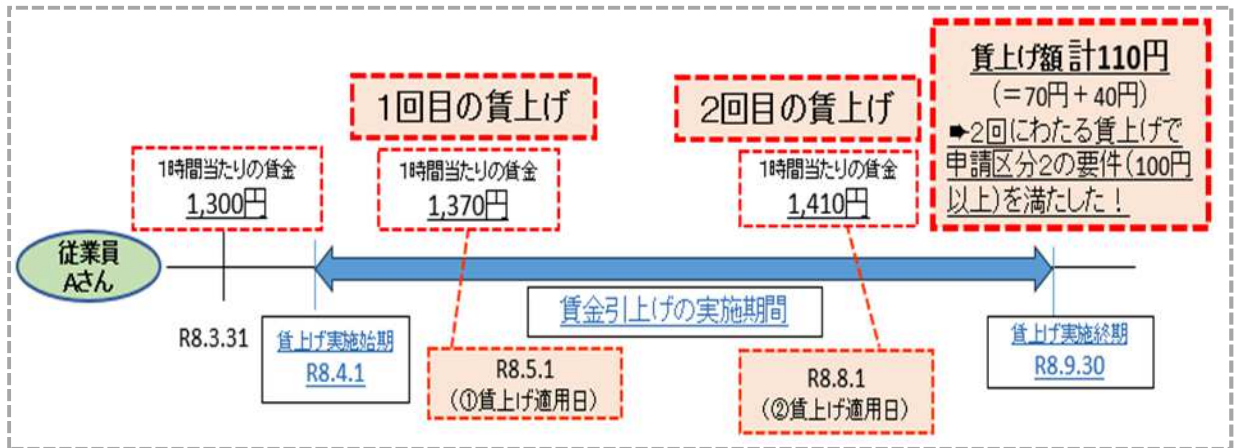 賃上げ額計110円
(=70円+40円)
➡2回にわたる賃上げで
申請区分2の要件(100円
以上)を満たした！
1回目の賃上げ
2回目の賃上げ
1時間当たりの賃金
1,300円
1時間当たりの賃金
1,370円
1時間当たりの賃金
1,410円
従業員
Aさん
賃金引上げの実施期間
R8.3.31
賃上げ実施始期
R8.4.1
R8.5.1
(①賃上げ適用日)
R8.8.1
(②賃上げ適用日)
賃上げ実施終期
R8.9.30